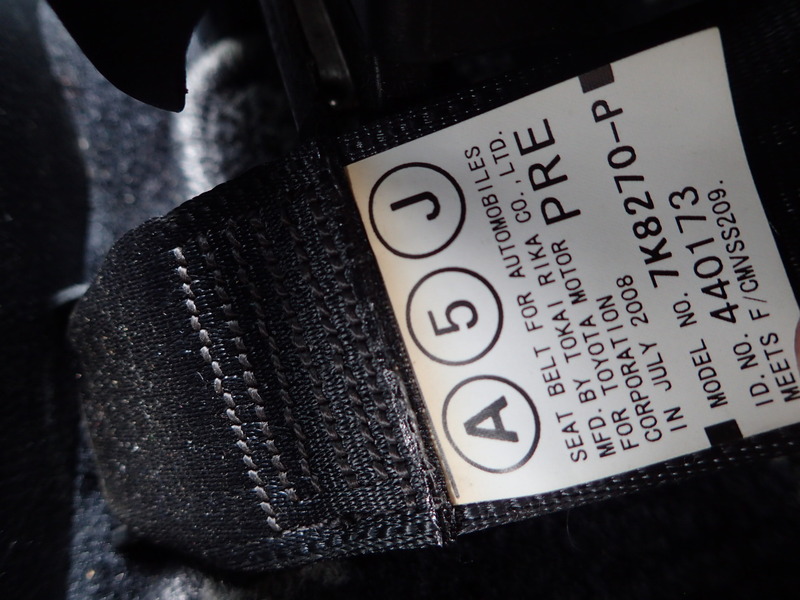 A 5 J
SEAT BELT FOR AUTOMOBILES
MFD. BY TOKAI RIKA CO., LTD.
FOR TOYOTA MOTOR PRE
CORPORATION
IN JULY 2008
MODEL NO. 7K8270-P
ID. NO. 440173
MEETS F/CMVSS209.